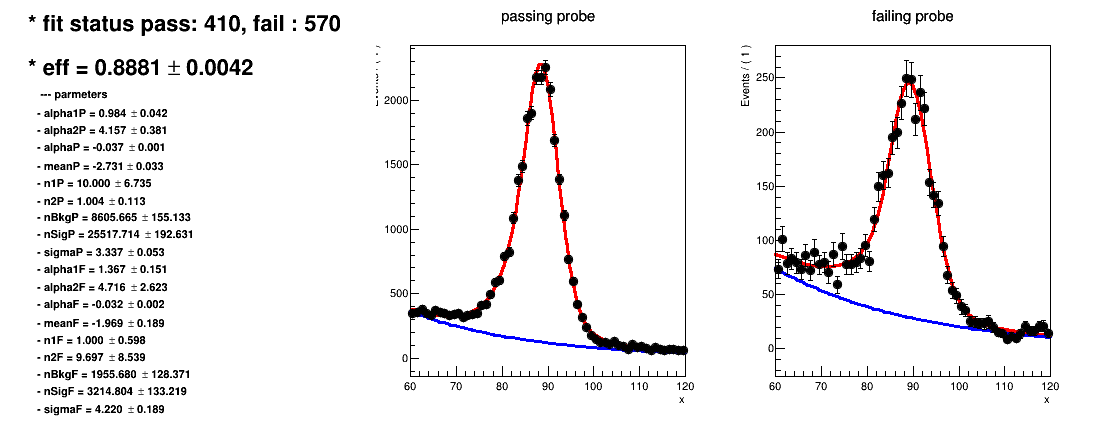 * fit status pass: 410, fail : 570
* eff = 0.8881 ± 0.0042
--- parmeters
- alpha1P = 0.984 ± 0.042
- alpha2P = 4.157 ± 0.381
- alphaP = -0.037 ± 0.001
- meanP = -2.731 ± 0.033
- n1P = 10.000 ± 6.735
- n2P = 1.004 ± 0.113
- nBkgP = 8605.665 ± 155.133
- nSigP = 25517.714 ± 192.631
- sigmaP = 3.337 ± 0.053
- alpha1F = 1.367 ± 0.151
- alpha2F = 4.716 ± 2.623
- alphaF = -0.032 ± 0.002
- meanF = -1.969 ± 0.189
- n1F = 1.000 ± 0.598
- n2F = 9.697 ± 8.539
- nBkgF = 1955.680 ± 128.371
- nSigF = 3214.804 ± 133.219
- sigmaF = 4.220 ± 0.189
passing probe
2000
1500
1000
500
0
60 70 80 90 100 110 120
x
failing probe
Events / ( 1 )
250
200
150
100
50
0
60 70 80 90 100 110 120
x